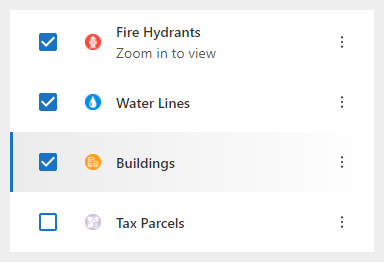 Fire Hydrants
Zoom in to view
Water Lines
Buildings
Tax Parcels